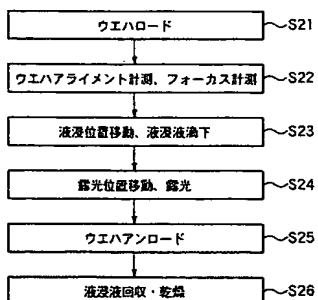 ウエハロード
S21
ウエハアライメント計測、フォーカス計測
S22
液浸位置移動、液浸液滴下
S23
露光位置移動、露光
S24
ウエハアンロード
S25
液浸液回収・乾燥
S26